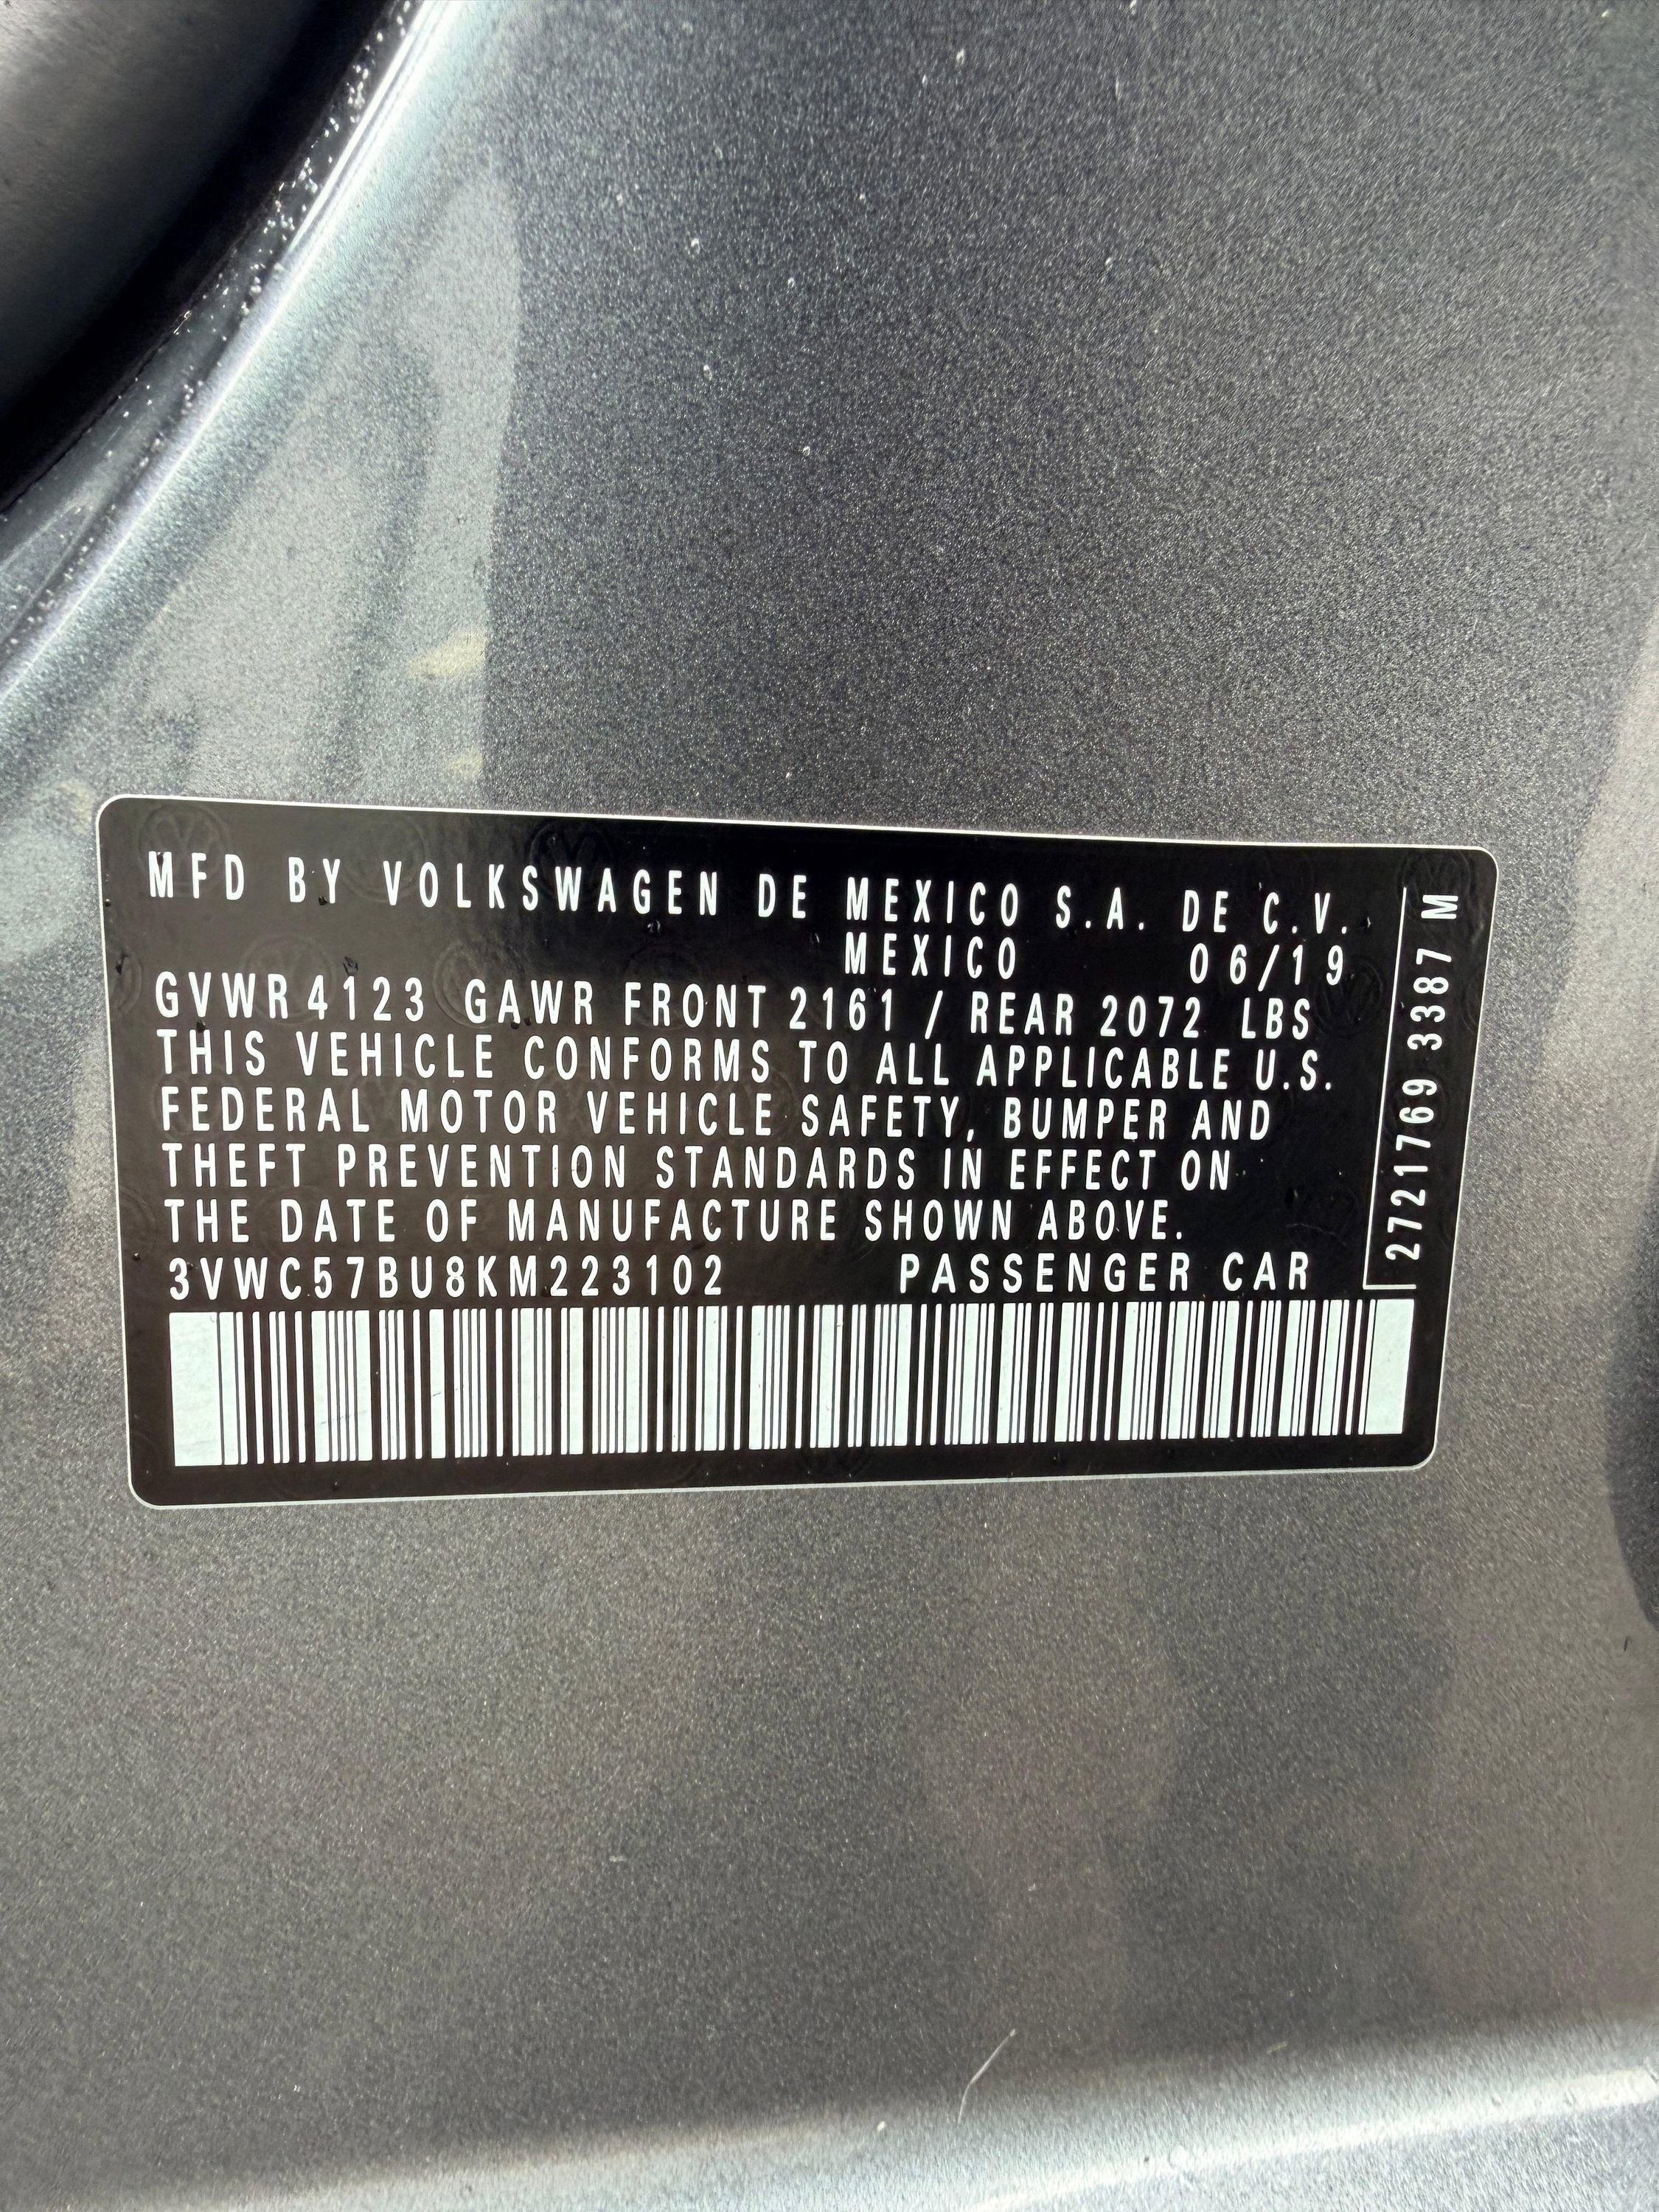 MFD BY VOLKSWAGEN DE MEXICO S.A. DE C.V.
MEXICO 06/19
GVWR 4123 GAWR FRONT 2161 / REAR 2072 LBS
THIS VEHICLE CONFORMS TO ALL APPLICABLE U.S.
FEDERAL MOTOR VEHICLE SAFETY, BUMPER AND
THEFT PREVENTION STANDARDS IN EFFECT ON
THE DATE OF MANUFACTURE SHOWN ABOVE.
3VWC57BU8KM223102 PASSENGER CAR
2721769 3387 M